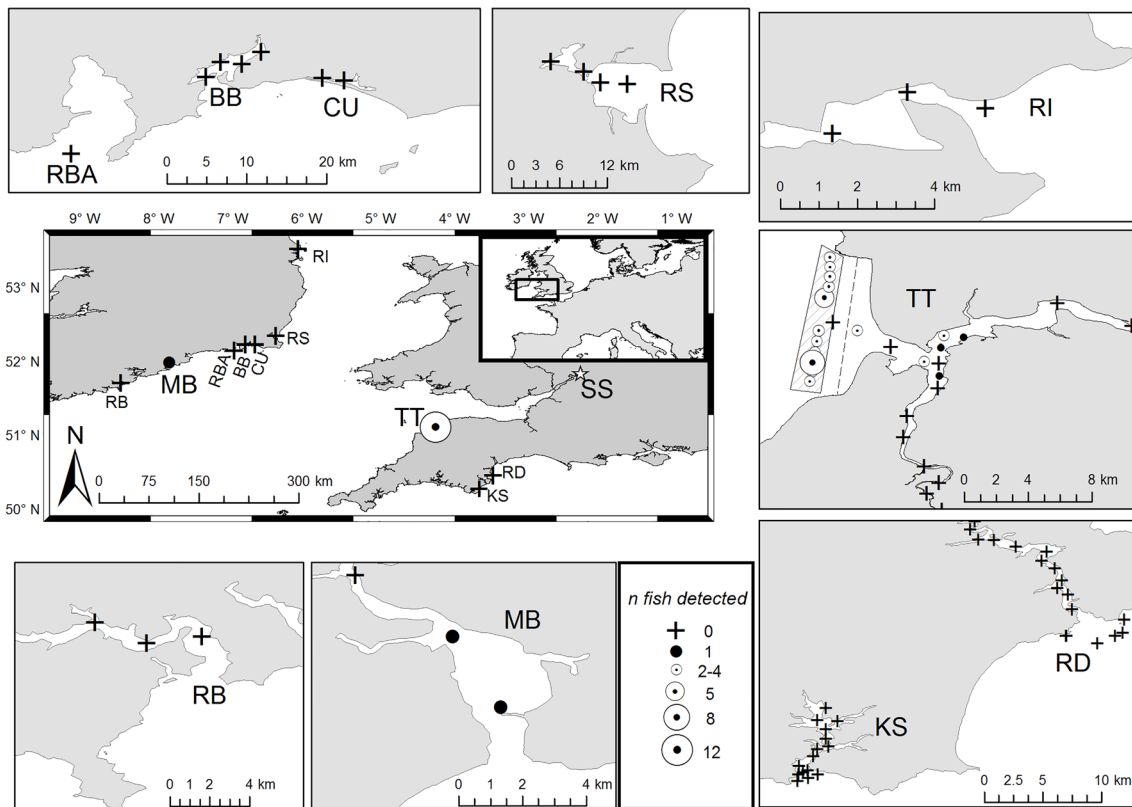 BB
CU
RBA
0 5 10 20 km
RS
0 3 6 12 km
RI
0 1 2 4 km
9° W 8° W 7° W 6° W 5° W 4° W 3° W 2° W 1° W
53° N
52° N
51° N
50° N
RI
RS
RBA
BB
CU
MB
RB
SS
TT
RD
KS
N
0 75 150 300 km
TT
0 2 4 8 km
RB
0 1 2 4 km
MB
0 1 2 4 km
n fish detected
0
1
2-4
5
8
12
RD
KS
0 2.5 5 10 km